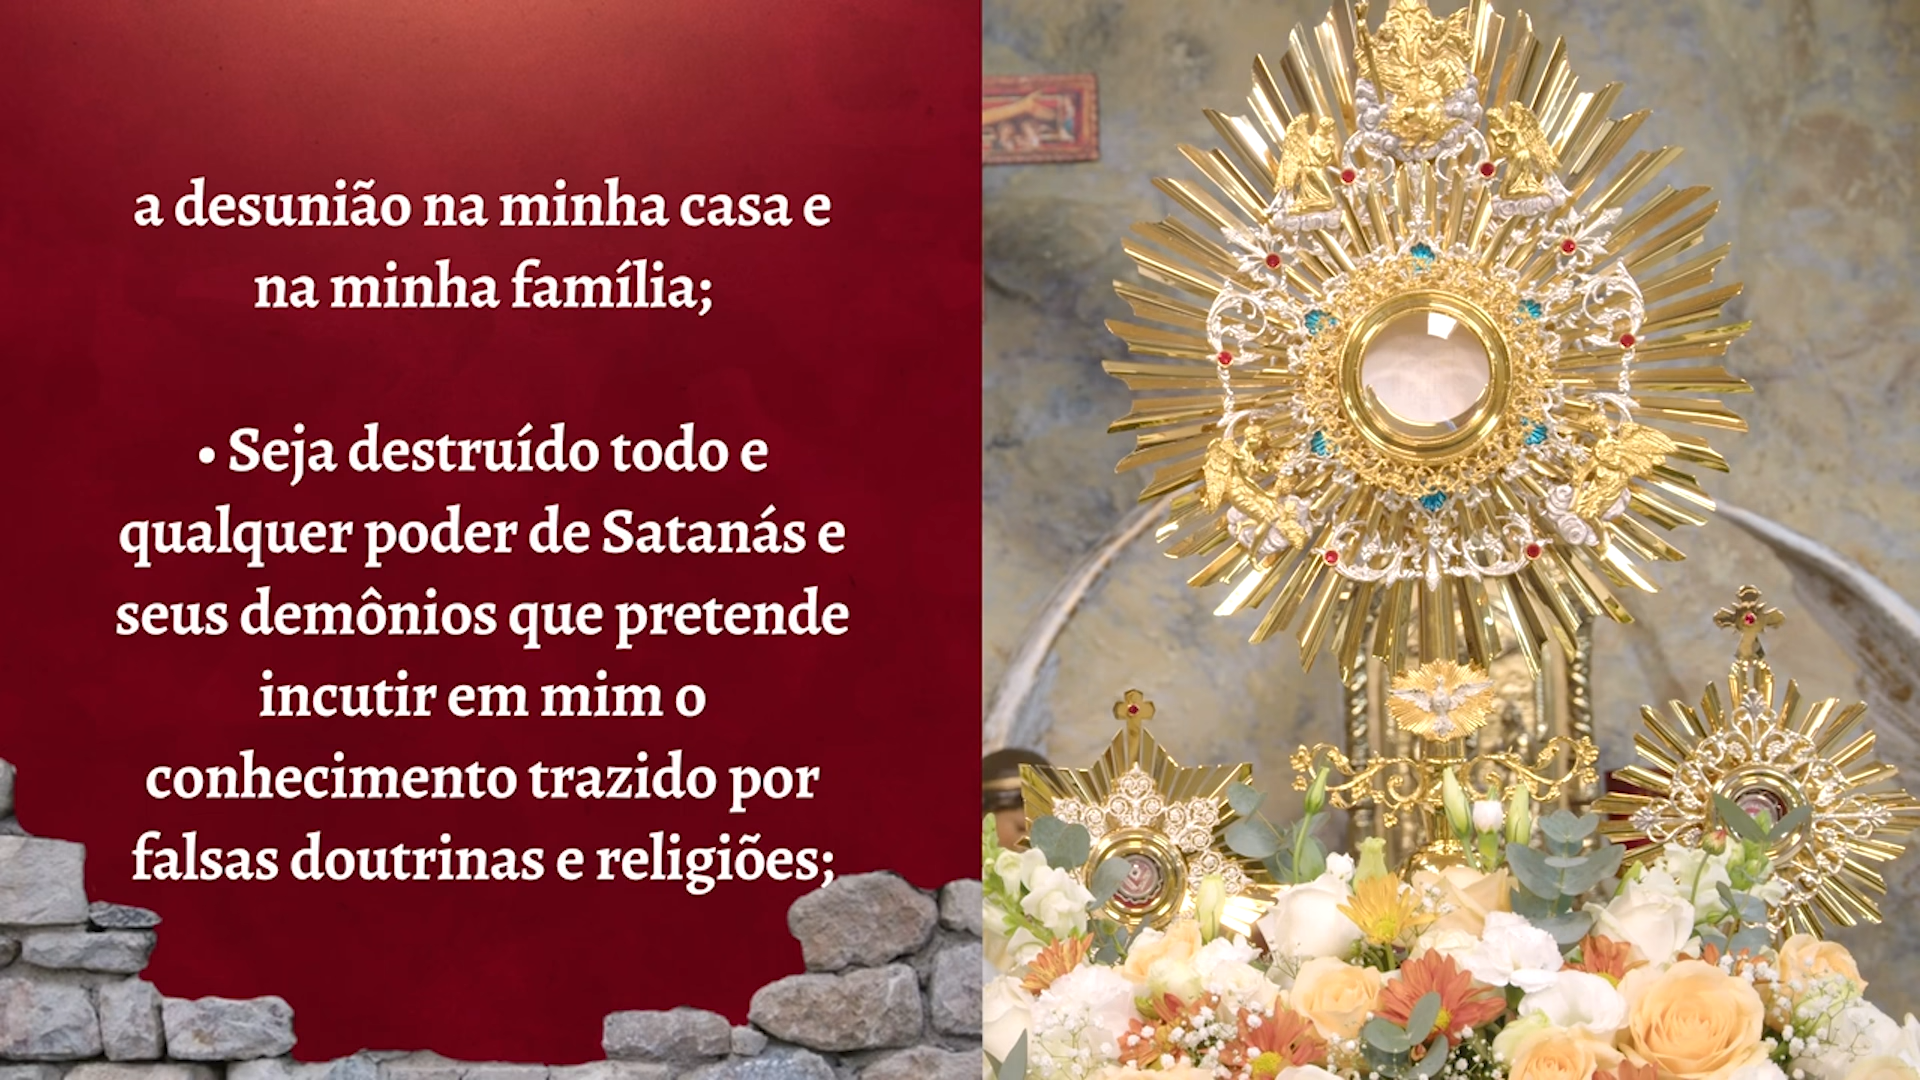 a desunião na minha casa e
na minha família;
• Seja destruído todo e
qualquer poder de Satanás e
seus demônios que pretende
incutir em mim o
conhecimento trazido por
falsas doutrinas e religiões;